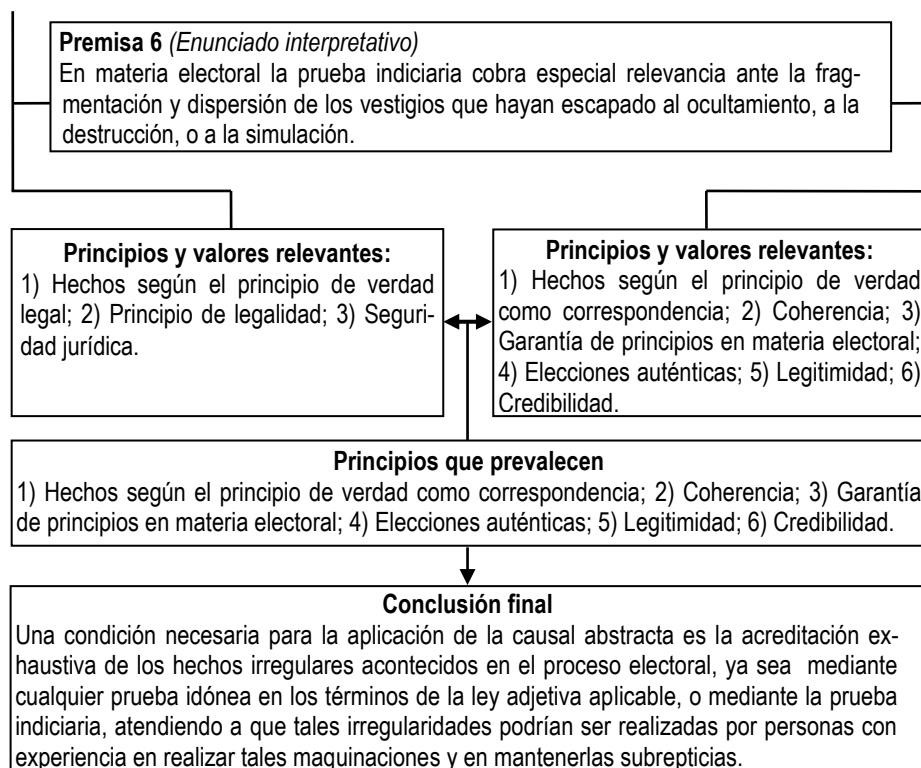 Premisa 6 (Enunciado interpretativo)
En materia electoral la prueba indiciaria cobra especial relevancia ante la frag-
mentación y dispersión de los vestigios que hayan escapado al ocultamiento, a la
destrucción, o a la simulación.
Principios y valores relevantes:
1) Hechos según el principio de verdad
legal; 2) Principio de legalidad; 3) Seguri-
dad jurídica.
Principios y valores relevantes:
1) Hechos según el principio de verdad
como correspondencia; 2) Coherencia; 3)
Garantía de principios en materia electoral;
4) Elecciones auténticas; 5) Legitimidad; 6)
Credibilidad.
Principios que prevalecen
1) Hechos según el principio de verdad como correspondencia; 2) Coherencia; 3) Garantía
de principios en materia electoral; 4) Elecciones auténticas; 5) Legitimidad; 6) Credibilidad.
Conclusión final
Una condición necesaria para la aplicación de la causal abstracta es la acreditación ex-
haustiva de los hechos irregulares acontecidos en el proceso electoral, ya sea mediante
cualquier prueba idónea en los términos de la ley adjetiva aplicable, o mediante la prueba
indiciaria, atendiendo a que tales irregularidades podrían ser realizadas por personas con
experiencia en realizar tales maquinaciones y en mantenerlas subrepticias.